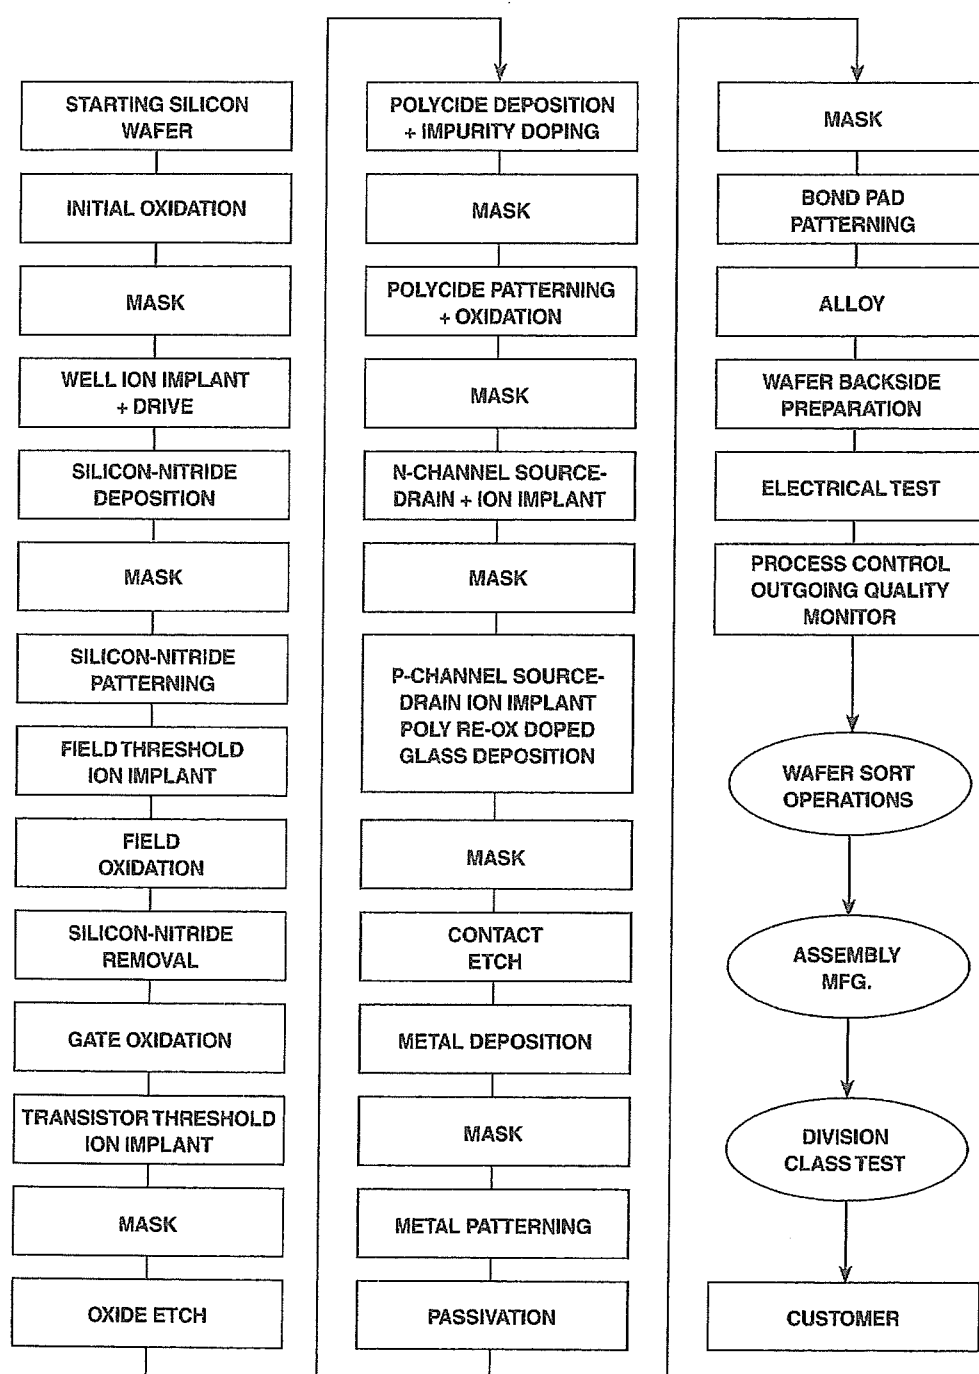 STARTING SILICON
WAFER
INITIAL OXIDATION
MASK
WELL ION IMPLANT
+ DRIVE
SILICON-NITRIDE
DEPOSITION
MASK
SILICON-NITRIDE
PATTERNING
FIELD THRESHOLD
ION IMPLANT
FIELD
OXIDATION
SILICON-NITRIDE
REMOVAL
GATE OXIDATION
TRANSISTOR THRESHOLD
ION IMPLANT
MASK
OXIDE ETCH
POLYCIDE DEPOSITION
+ IMPURITY DOPING
MASK
POLYCIDE PATTERNING
+ OXIDATION
MASK
N-CHANNEL SOURCE-
DRAIN + ION IMPLANT
MASK
P-CHANNEL SOURCE-
DRAIN ION IMPLANT
POLY RE-OX DOPED
GLASS DEPOSITION
MASK
CONTACT
ETCH
METAL DEPOSITION
MASK
METAL PATTERNING
PASSIVATION
MASK
BOND PAD
PATTERNING
ALLOY
WAFER BACKSIDE
PREPARATION
ELECTRICAL TEST
PROCESS CONTROL
OUTGOING QUALITY
MONITOR
WAFER SORT
OPERATIONS
ASSEMBLY
MFG.
DIVISION
CLASS TEST
CUSTOMER